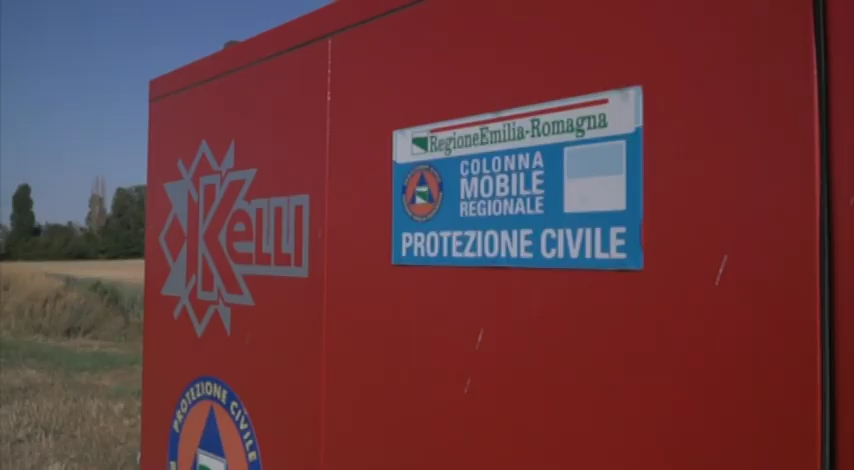 Kelli
RegioneEmilia-Romagna
COLONNA
MOBILE
REGIONALE
PROTEZIONE CIVILE
PROTEZIONE CIVILE